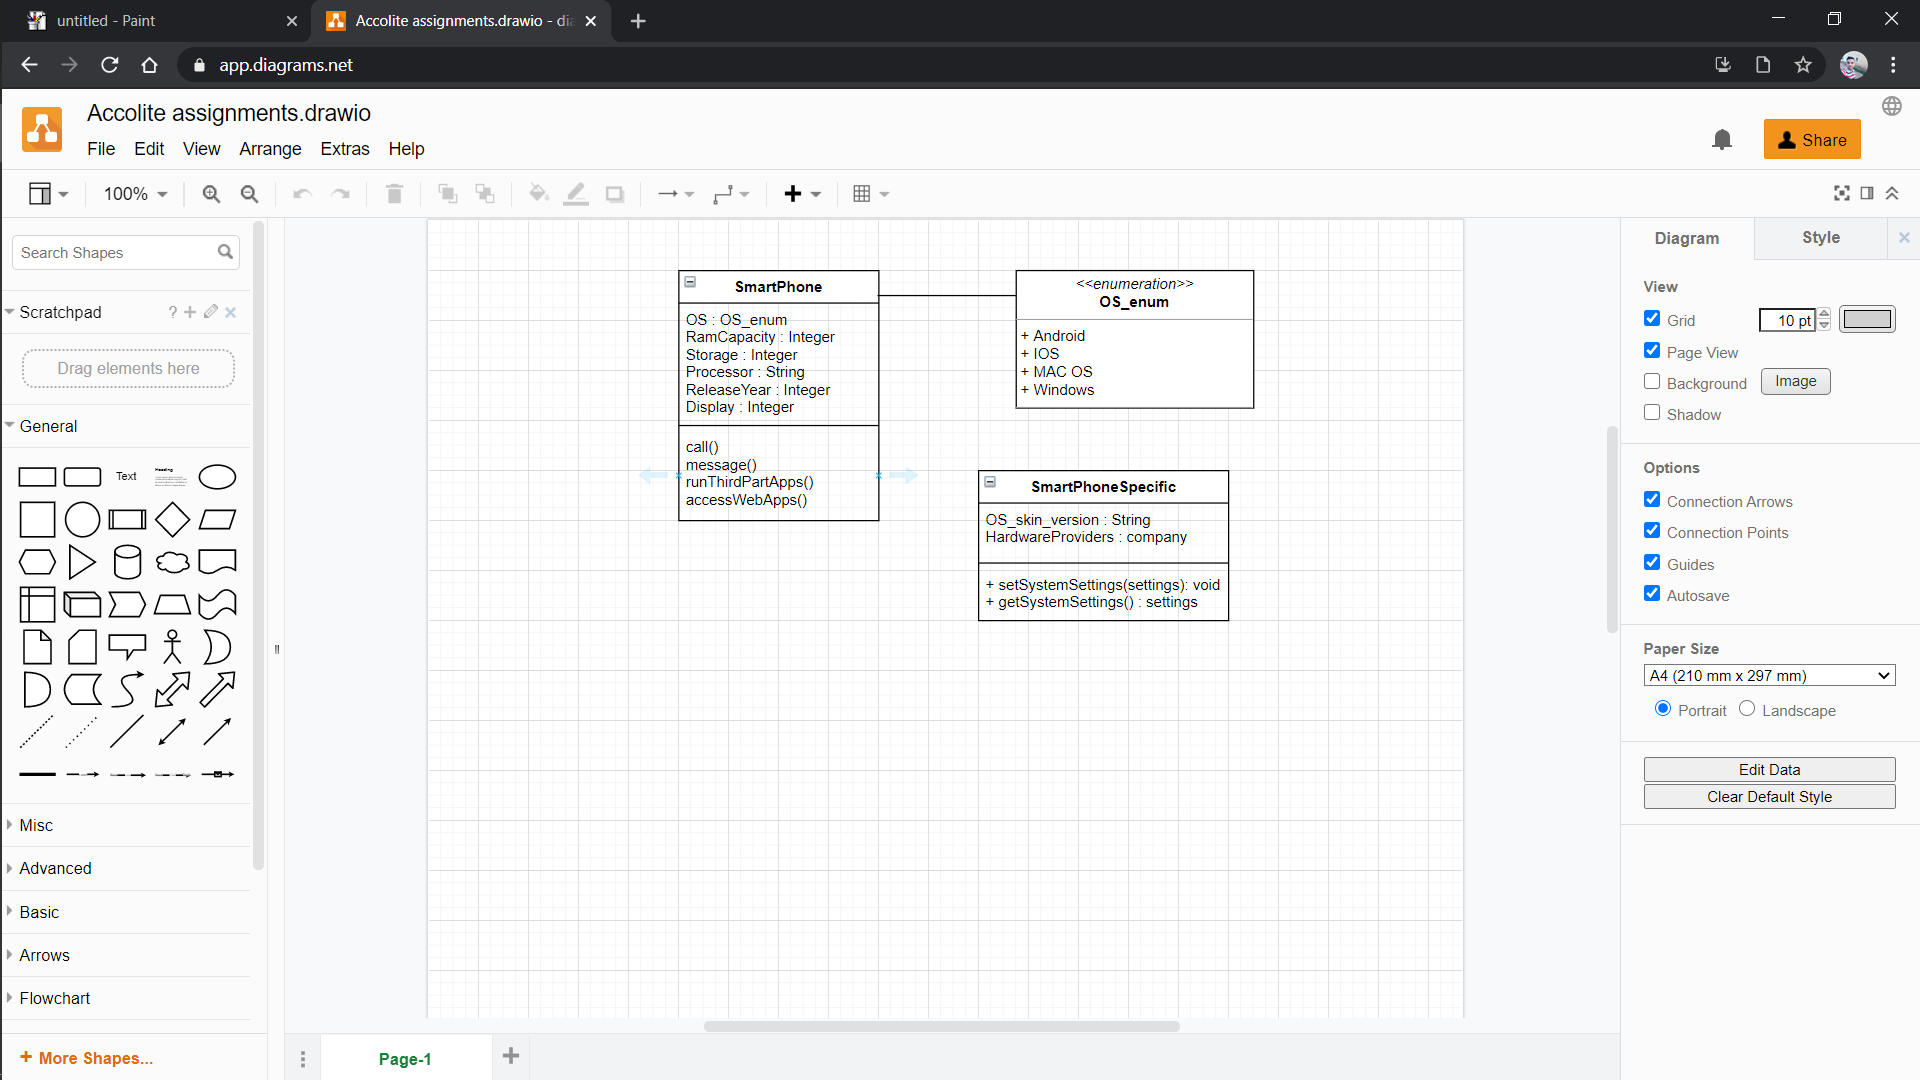 untitled - Paint
Accolite assignments.drawio - dia
app.diagrams.net
Accolite assignments.drawio
File Edit View Arrange Extras Help
Share
100%
Search Shapes
Scratchpad
?
Drag elements here
General
Text
Heading
Misc
Advanced
Basic
Arrows
Flowchart
+ More Shapes...
SmartPhone
OS : OS_enum
RamCapacity : Integer
Storage : Integer
Processor : String
ReleaseYear : Integer
Display : Integer
call()
message()
runThirdPartApps()
accessWebApps()
<<enumeration>>
OS_enum
+ Android
+ IOS
+ MAC OS
+ Windows
SmartPhoneSpecific
OS_skin_version : String
HardwareProviders : company
+ setSystemSettings(settings): void
+ getSystemSettings() : settings
Page-1
Diagram Style
View
Grid 10 pt
Page View
Background Image
Shadow
Options
Connection Arrows
Connection Points
Guides
Autosave
Paper Size
A4 (210 mm x 297 mm)
Portrait Landscape
Edit Data
Clear Default Style